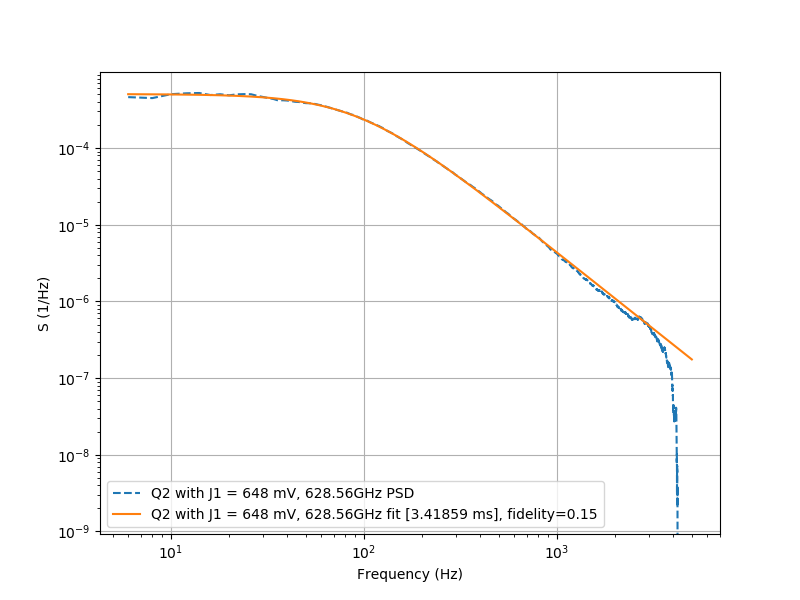 10⁻⁴
10⁻⁵
10⁻⁶
10⁻⁷
10⁻⁸
10⁻⁹
S (1/Hz)
Q2 with J1 = 648 mV, 628.56GHz PSD
Q2 with J1 = 648 mV, 628.56GHz fit [3.41859 ms], fidelity=0.15
10¹ 10² 10³
Frequency (Hz)